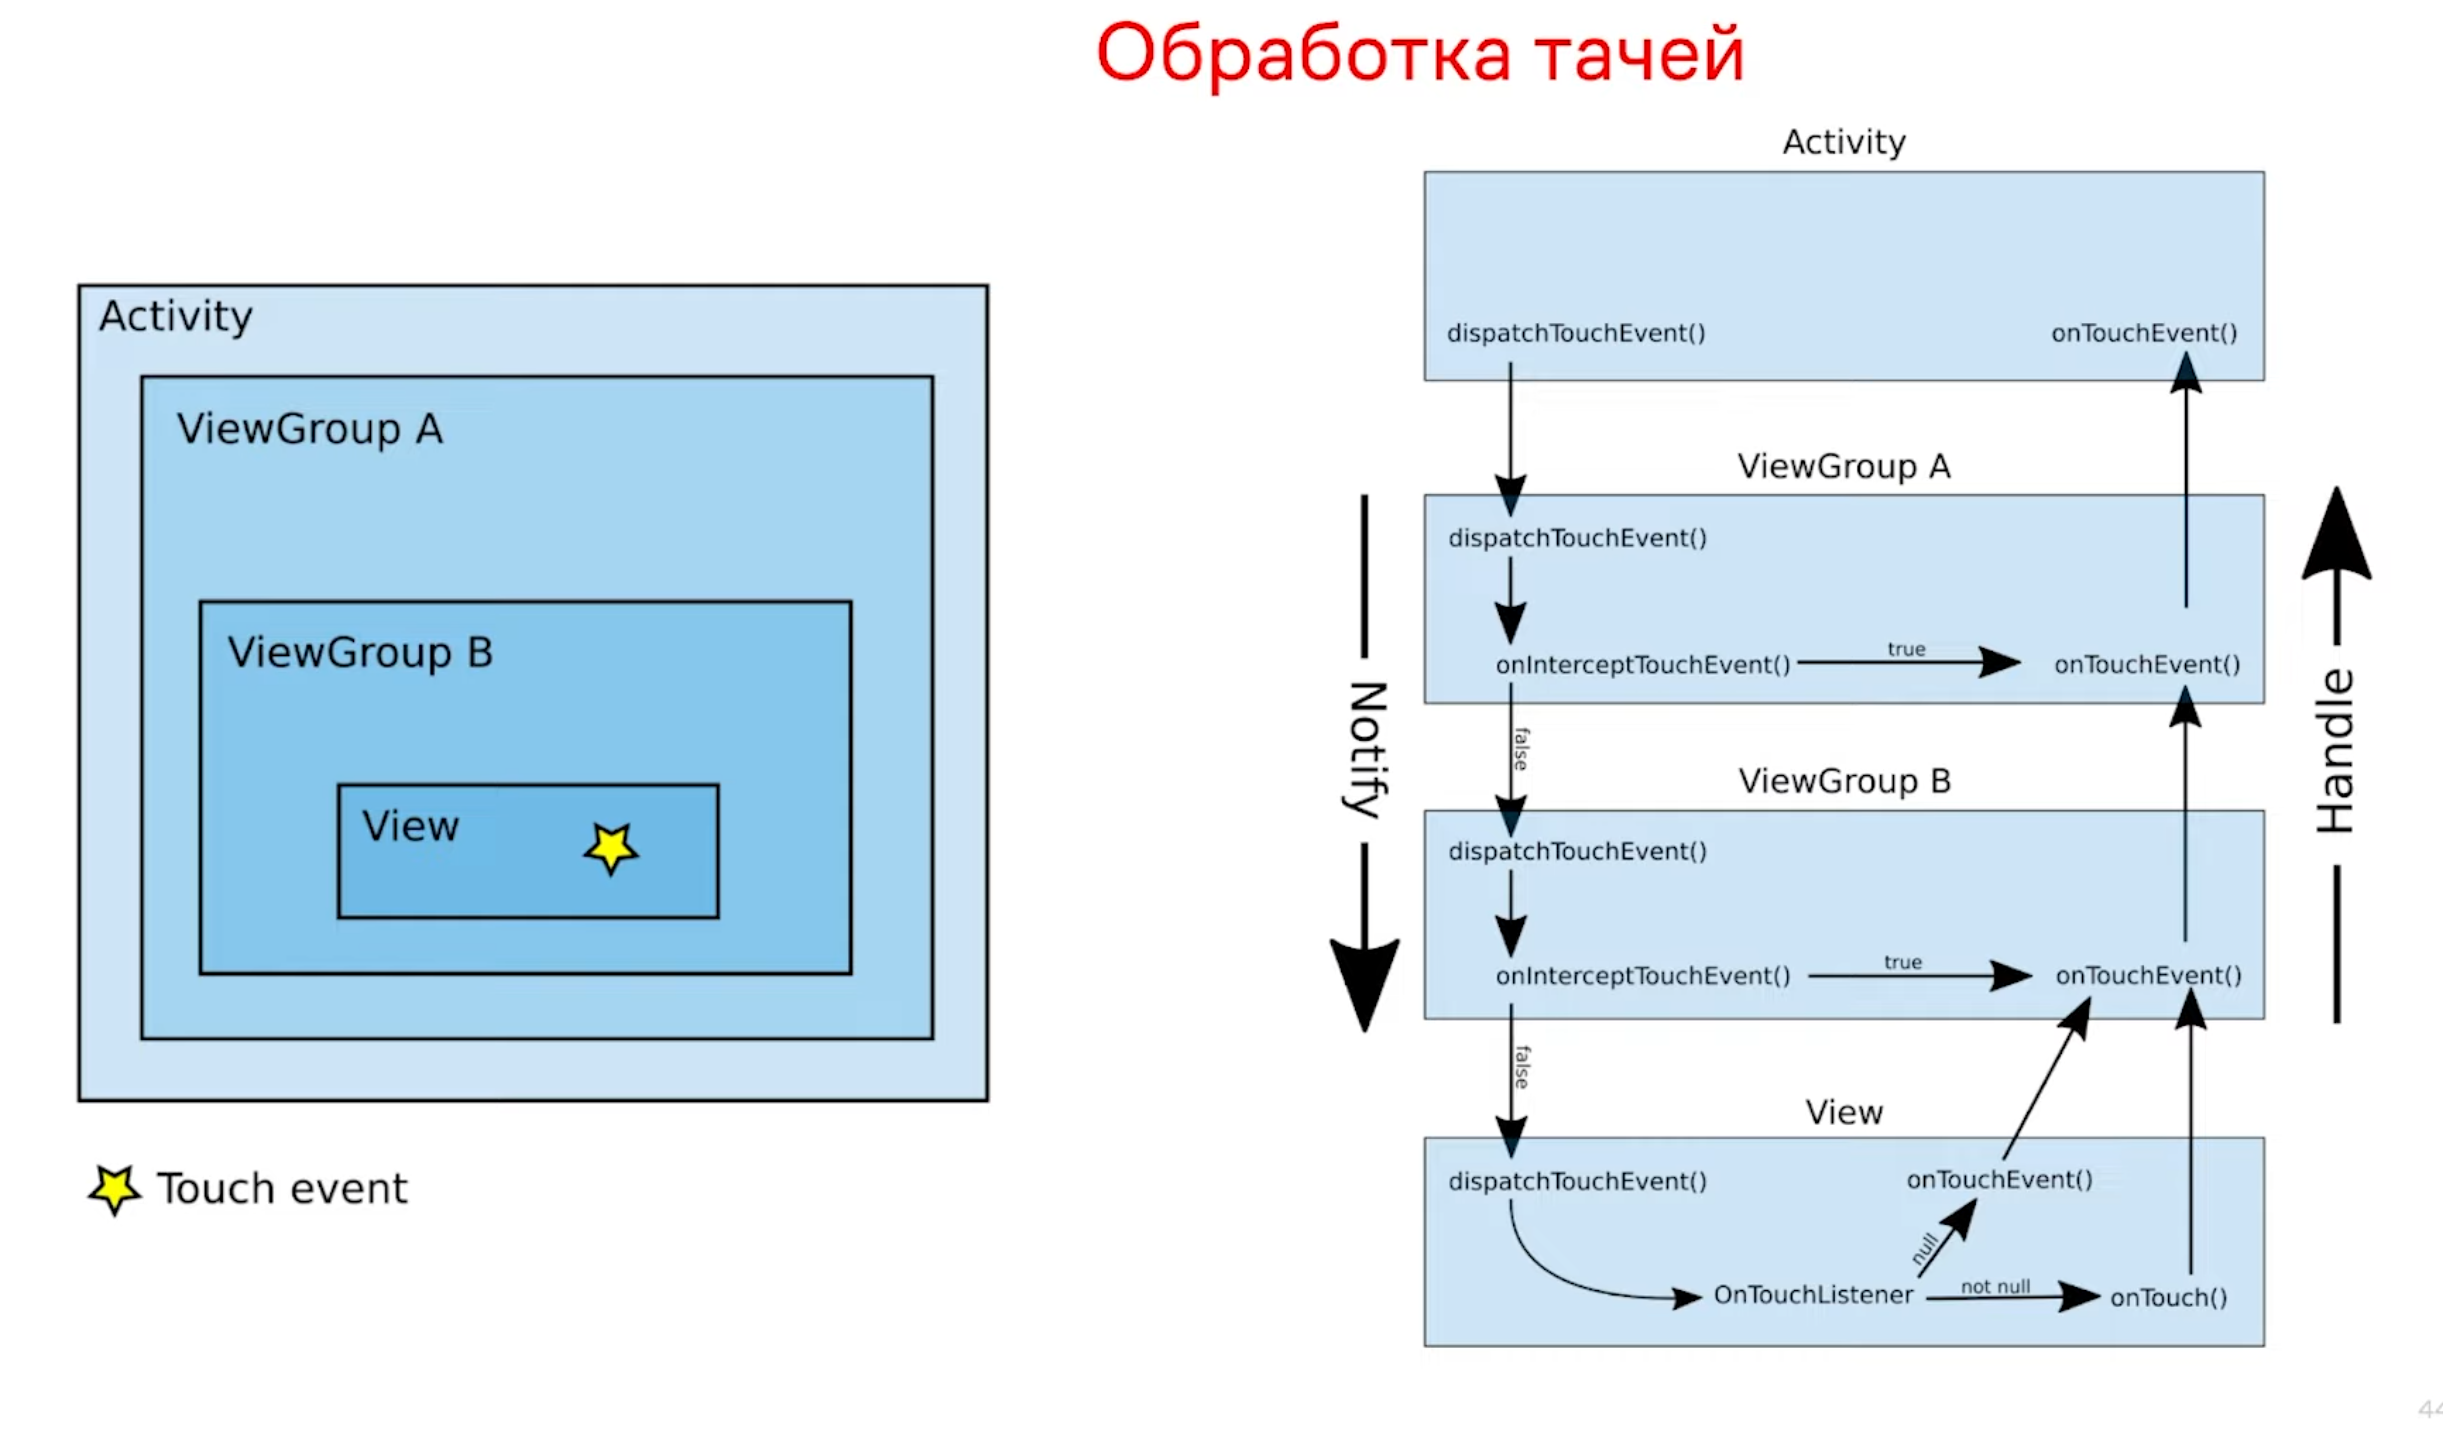 Обработка тачей
Activity
ViewGroup A
ViewGroup B
View
Touch event
Activity
dispatchTouchEvent()
onTouchEvent()
ViewGroup A
dispatchTouchEvent()
onInterceptTouchEvent()
true
onTouchEvent()
false
Notify
Handle
ViewGroup B
dispatchTouchEvent()
onInterceptTouchEvent()
true
onTouchEvent()
false
View
dispatchTouchEvent()
onTouchEvent()
null
OnTouchListener
not null
onTouch()
44